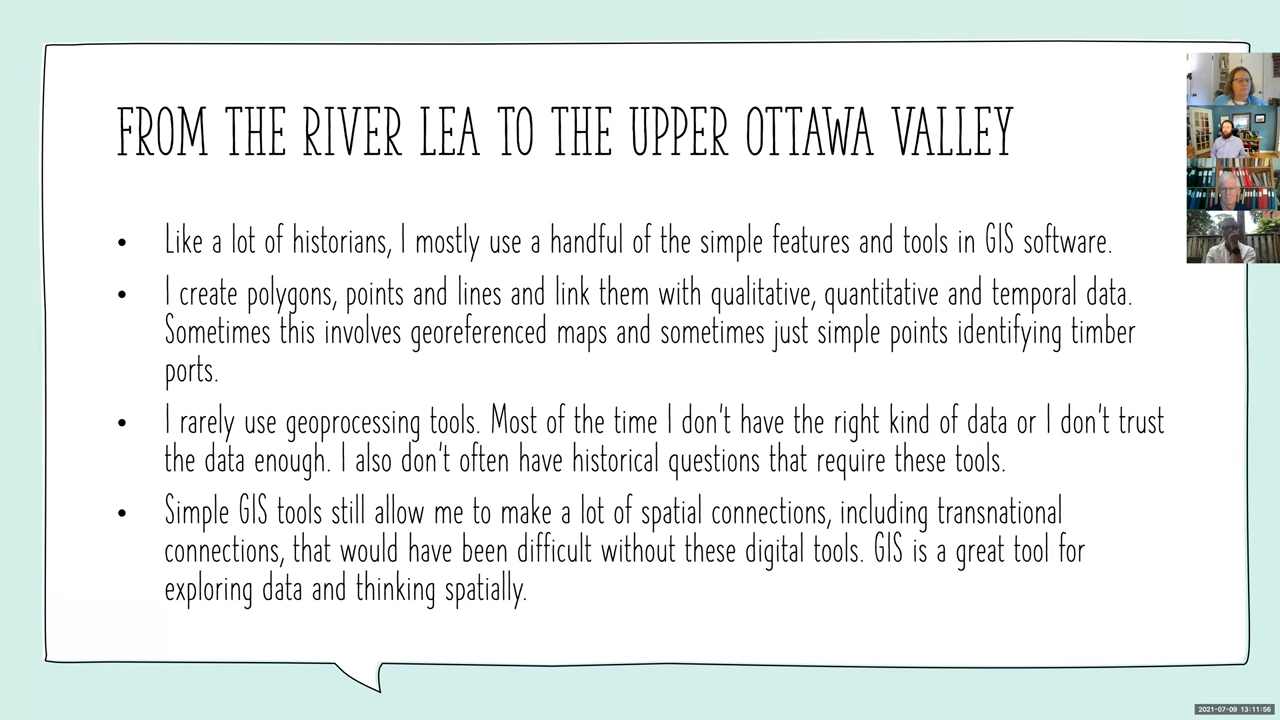 FROM THE RIVER LEA TO THE UPPER OTTAWA VALLEY
• Like a lot of historians, I mostly use a handful of the simple features and tools in GIS software.
• I create polygons, points and lines and link them with qualitative, quantitative and temporal data.
Sometimes this involves georeferenced maps and sometimes just simple points identifying timber
ports.
• I rarely use geoprocessing tools. Most of the time I don't have the right kind of data or I don't trust
the data enough. I also don't often have historical questions that require these tools.
• Simple GIS tools still allow me to make a lot of spatial connections, including transnational
connections, that would have been difficult without these digital tools. GIS is a great tool for
exploring data and thinking spatially.
2021-07-09 13:11:56